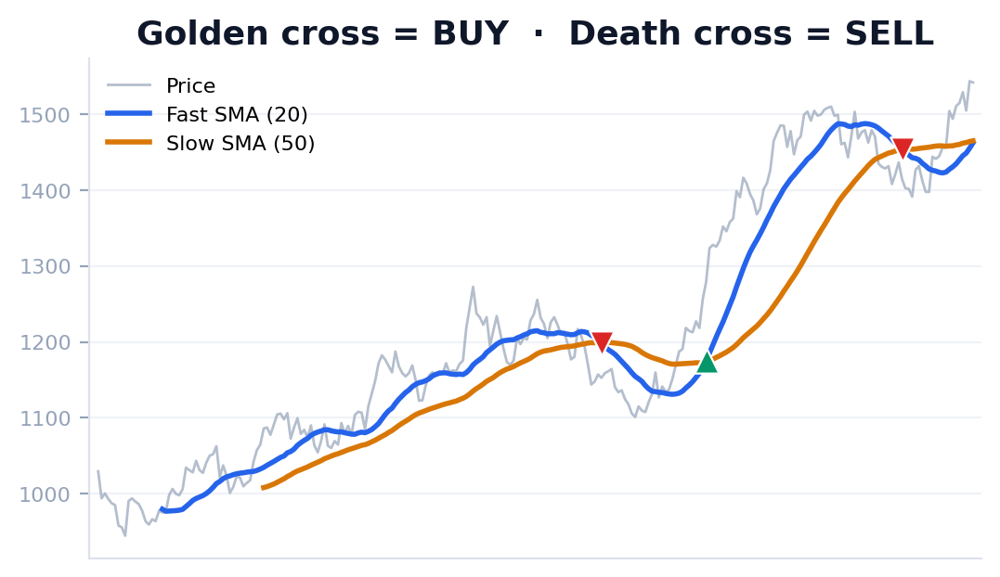 Golden cross = BUY · Death cross = SELL
Price
Fast SMA (20)
Slow SMA (50)
1500
1400
1300
1200
1100
1000